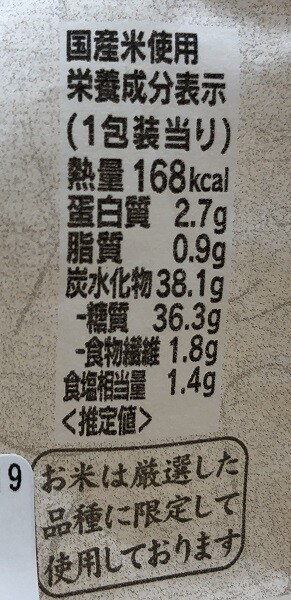 国産米使用
栄養成分表示
(1包装当り)
熱量 168kcal
蛋白質 2.7g
脂質 0.9g
炭水化物 38.1g
-糖質 36.3g
-食物繊維 1.8g
食塩相当量 1.4g
<推定値>
9
お米は厳選した
品種に限定して
使用しております